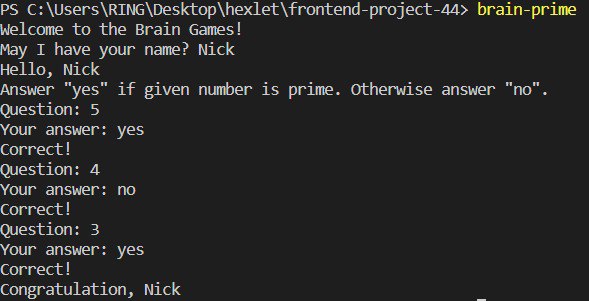 PS C:\Users\RING\Desktop\hexlet\frontend-project-44> brain-prime
Welcome to the Brain Games!
May I have your name? Nick
Hello, Nick
Answer "yes" if given number is prime. Otherwise answer "no".
Question: 5
Your answer: yes
Correct!
Question: 4
Your answer: no
Correct!
Question: 3
Your answer: yes
Correct!
Congratulation, Nick